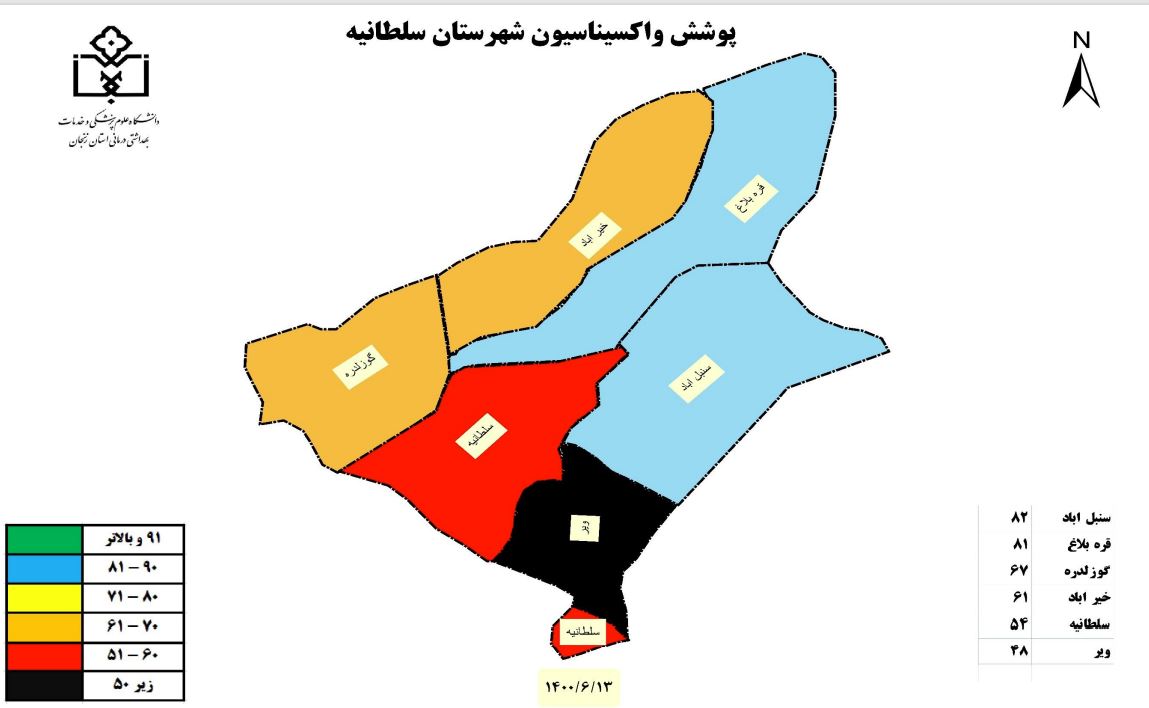 پوشش واکسیناسیون شهرستان سلطانیه
N
دانشگاه علوم پزشکی و خدمات
بهداشتی درمانی استان زنجان
قره بلاغ
خیر اباد
گوزلدره
سنبل اباد
سلطانیه
ویر
سلطانیه
۹۱ و بالاتر
۸۱ – ۹۰
۷۱ – ۸۰
۶۱ – ۷۰
۵۱ – ۶۰
زیر ۵۰
سنبل اباد ۸۲
قره بلاغ ۸۱
گوزلدره ۶۷
خیر اباد ۶۱
سلطانیه ۵۴
ویر ۴۸
۱۴۰۰/۶/۱۳